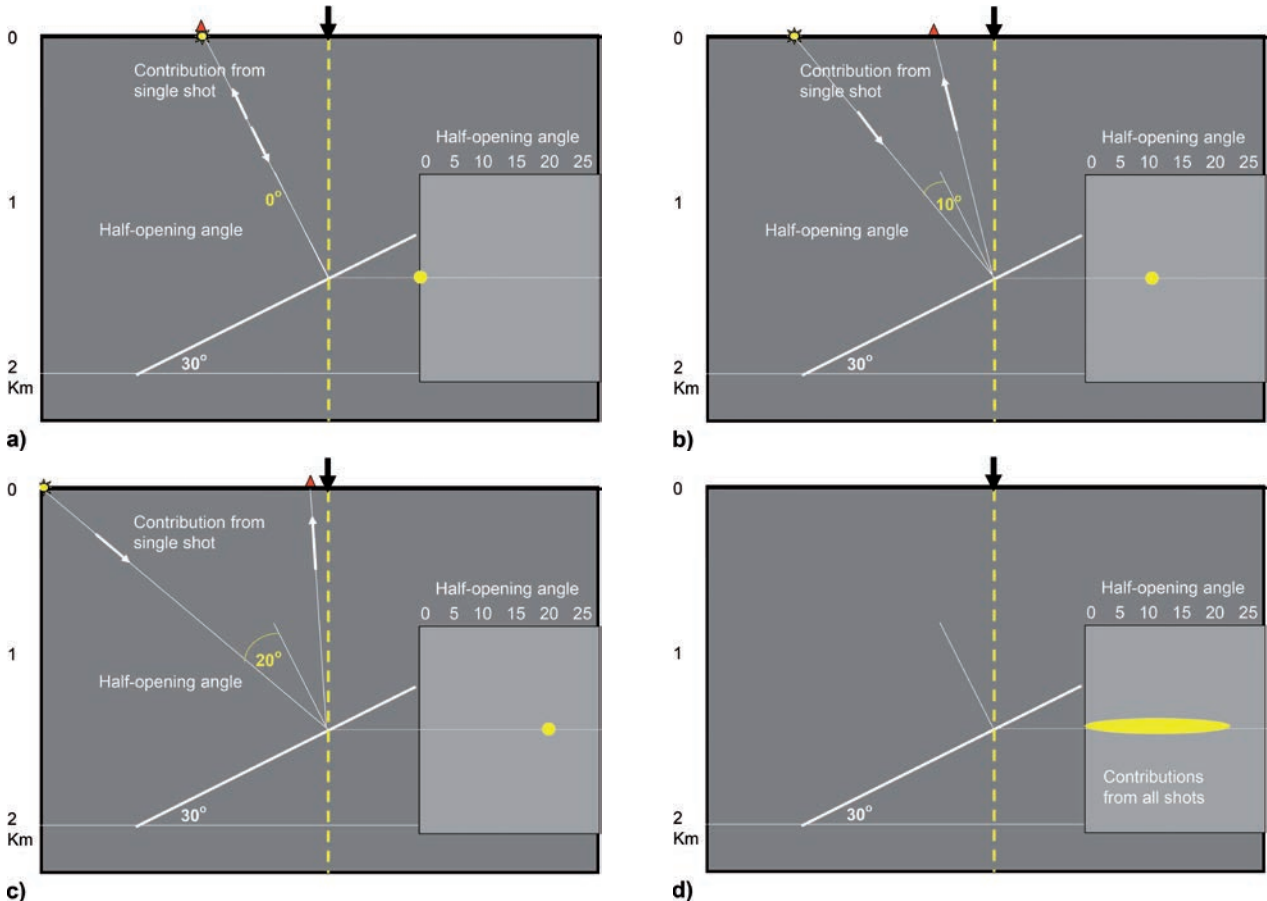 0
Contribution from
single shot
Half-opening angle
0 5 10 15 20 25
0°
1
Half-opening angle
30°
2
Km
a)
0
Contribution from
single shot
Half-opening angle
0 5 10 15 20 25
10°
1
Half-opening angle
30°
2
Km
b)
0
Contribution from
single shot
Half-opening angle
0 5 10 15 20 25
1
20°
Half-opening angle
30°
2
Km
c)
0
Half-opening angle
0 5 10 15 20 25
1
Contributions
from all shots
30°
2
Km
d)